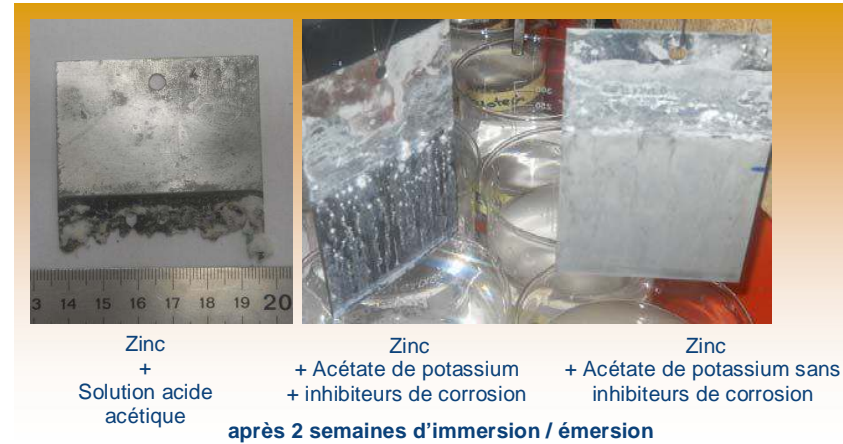 3 14 15 16 17 18 19 20
Zinc
+
Solution acide
acétique
Zinc
+ Acétate de potassium
+ inhibiteurs de corrosion
Zinc
+ Acétate de potassium sans
inhibiteurs de corrosion
après 2 semaines d’immersion / émersion